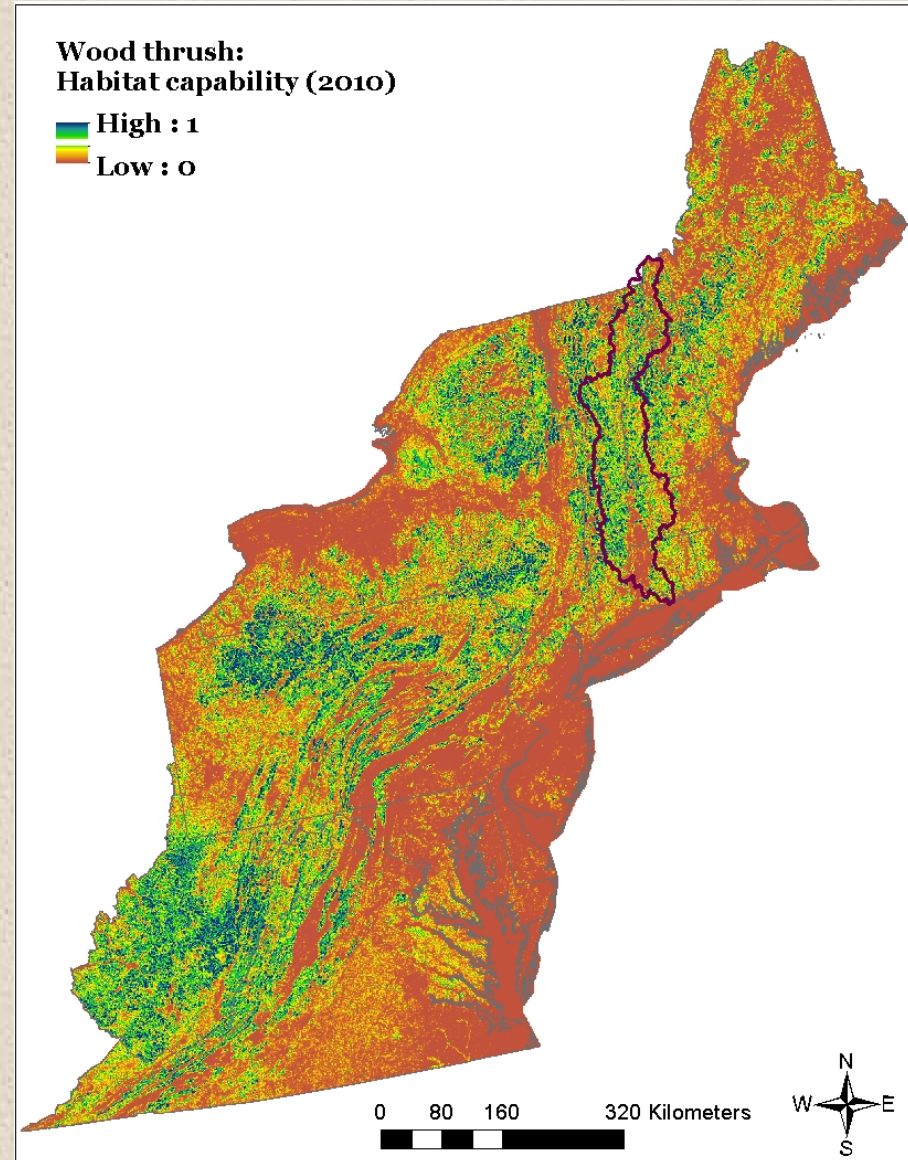 Wood thrush:
Habitat capability (2010)
High : 1
Low : 0
0 80 160 320 Kilometers
N
W E
S